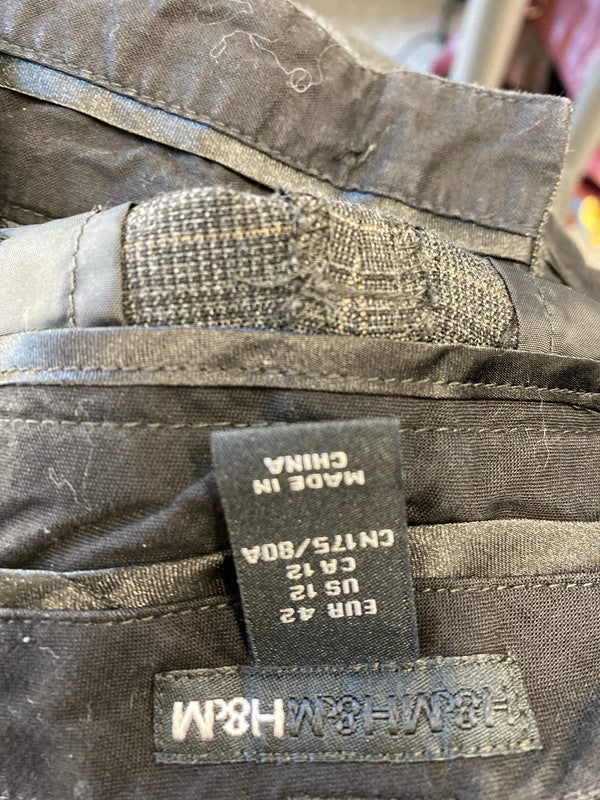 H&MH&MH&M
EUR 42
US 12
CA 12
CN175/80A
MADE IN
CHINA